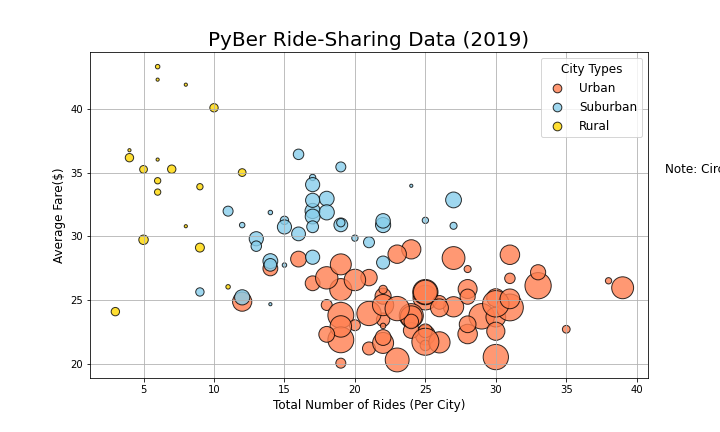 PyBer Ride-Sharing Data (2019)
City Types
Urban
Suburban
Rural
Average Fare($)
40
35
30
25
20
5
10
15
20
25
30
35
40
Total Number of Rides (Per City)
Note: